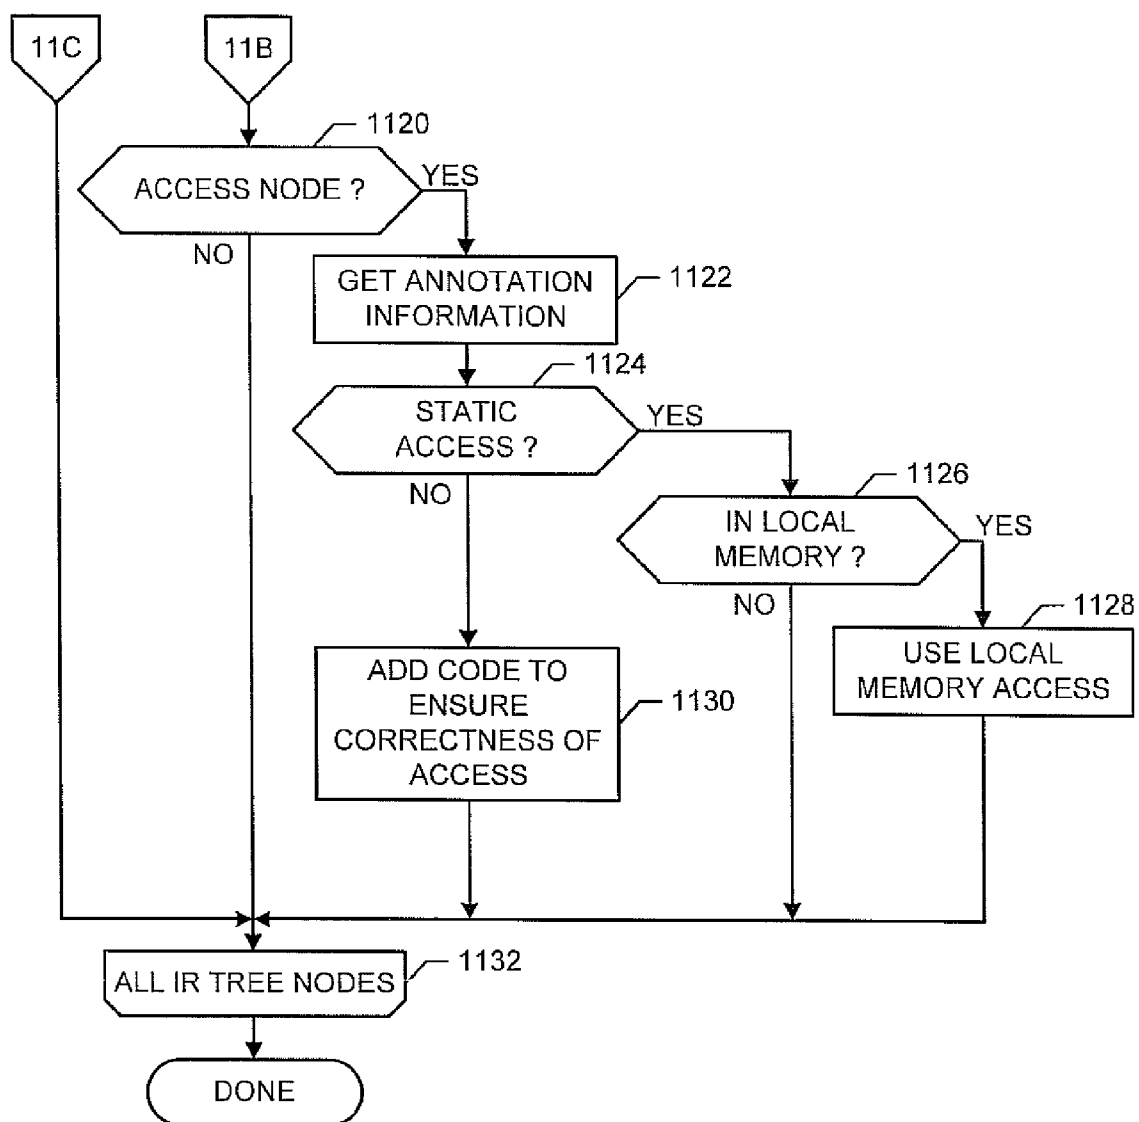 11C
11B
1120
ACCESS NODE ?
YES
NO
GET ANNOTATION
INFORMATION
1122
1124
STATIC
ACCESS ?
YES
NO
1126
IN LOCAL
MEMORY ?
YES
NO
1128
USE LOCAL
MEMORY ACCESS
ADD CODE TO
ENSURE
CORRECTNESS OF
ACCESS
1130
ALL IR TREE NODES
1132
DONE